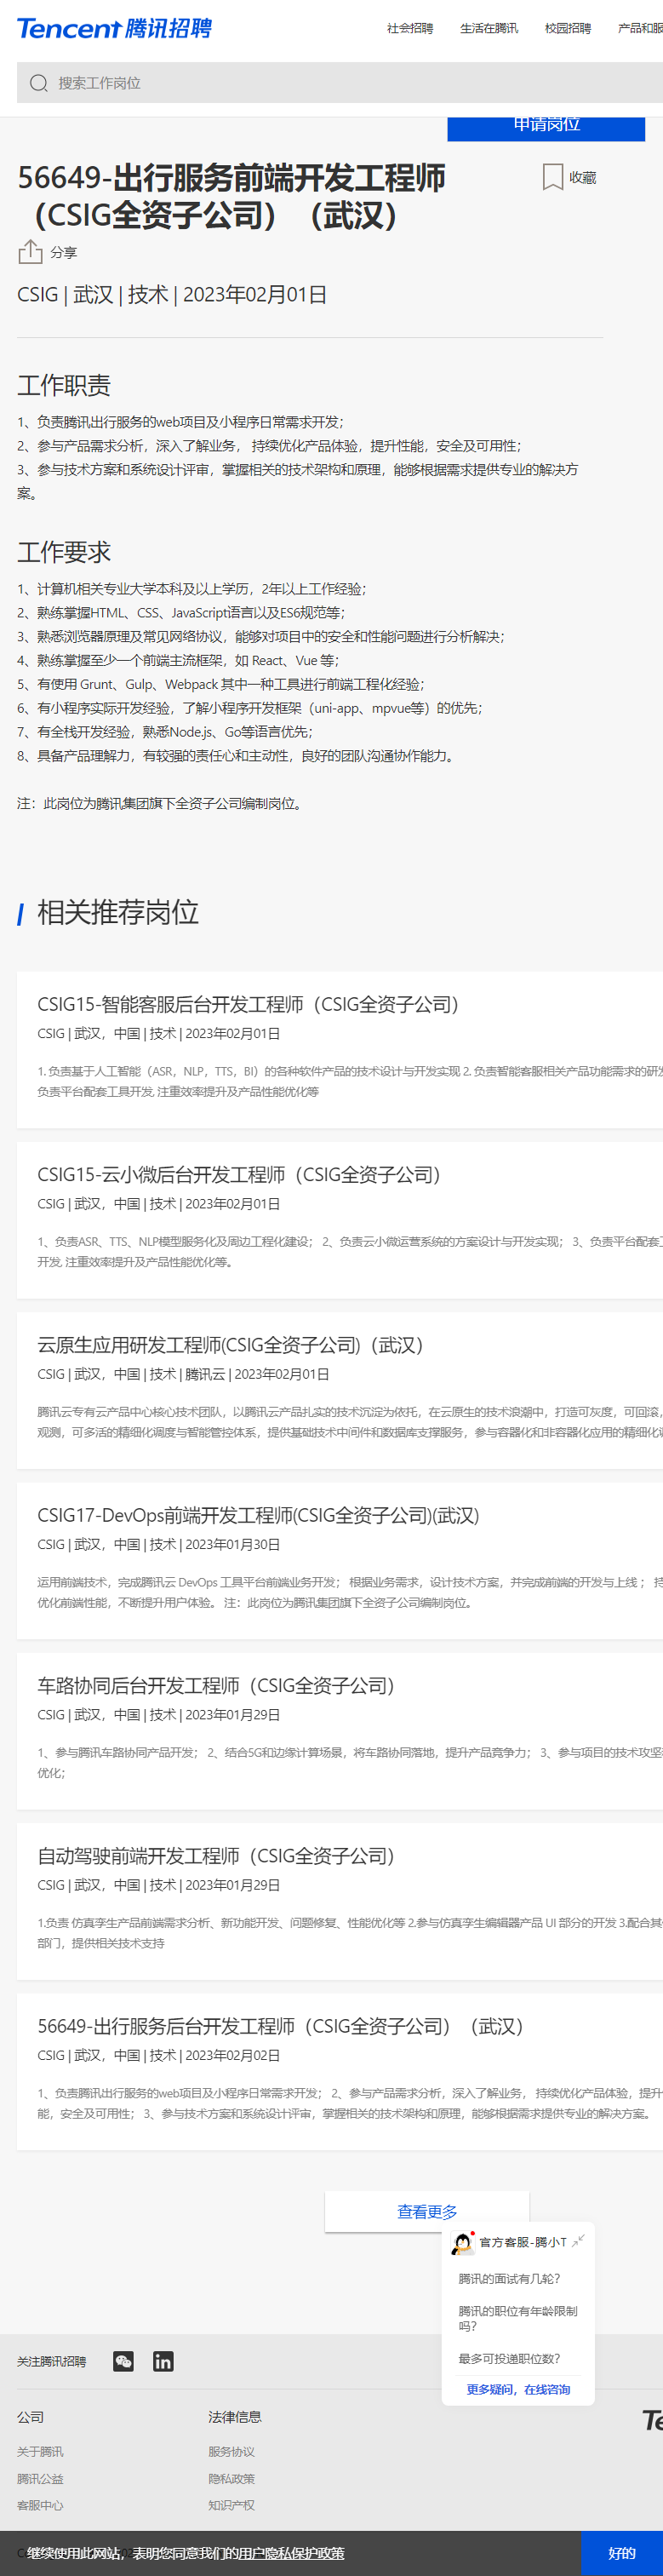 Tencent 腾讯招聘
社会招聘 生活在腾讯 校园招聘 产品和服
搜索工作岗位
申请岗位
56649-出行服务前端开发工程师
（CSIG全资子公司）（武汉）
收藏
分享
CSIG | 武汉 | 技术 | 2023年02月01日
工作职责
1、负责腾讯出行服务的web项目及小程序日常需求开发；
2、参与产品需求分析，深入了解业务， 持续优化产品体验，提升性能，安全及可用性；
3、参与技术方案和系统设计评审，掌握相关的技术架构和原理，能够根据需求提供专业的解决方
案。
工作要求
1、计算机相关专业大学本科及以上学历，2年以上工作经验；
2、熟练掌握HTML、CSS、JavaScript语言以及ES6规范等；
3、熟悉浏览器原理及常见网络协议，能够对项目中的安全和性能问题进行分析解决；
4、熟练掌握至少一个前端主流框架，如 React、Vue 等；
5、有使用 Grunt、Gulp、Webpack 其中一种工具进行前端工程化经验；
6、有小程序实际开发经验，了解小程序开发框架（uni-app、mpvue等）的优先；
7、有全栈开发经验，熟悉Node.js、Go等语言优先；
8、具备产品理解力，有较强的责任心和主动性，良好的团队沟通协作能力。
注：此岗位为腾讯集团旗下全资子公司编制岗位。
相关推荐岗位
CSIG15-智能客服后台开发工程师（CSIG全资子公司）
CSIG | 武汉，中国 | 技术 | 2023年02月01日
1. 负责基于人工智能（ASR，NLP，TTS，BI）的各种软件产品的技术设计与开发实现 2. 负责智能客服相关产品功能需求的研发
负责平台配套工具开发, 注重效率提升及产品性能优化等
CSIG15-云小微后台开发工程师（CSIG全资子公司）
CSIG | 武汉，中国 | 技术 | 2023年02月01日
1、负责ASR、TTS、NLP模型服务化及周边工程化建设； 2、负责云小微运营系统的方案设计与开发实现； 3、负责平台配套工
开发, 注重效率提升及产品性能优化等。
云原生应用研发工程师(CSIG全资子公司)（武汉）
CSIG | 武汉，中国 | 技术 | 腾讯云 | 2023年02月01日
腾讯云专有云产品中心核心技术团队，以腾讯云产品扎实的技术沉淀为依托，在云原生的技术浪潮中，打造可灰度，可回滚，
观测，可多活的精细化调度与智能管控体系，提供基础技术中间件和数据库支撑服务，参与容器化和非容器化应用的精细化调
CSIG17-DevOps前端开发工程师(CSIG全资子公司)(武汉)
CSIG | 武汉，中国 | 技术 | 2023年01月30日
运用前端技术，完成腾讯云 DevOps 工具平台前端业务开发； 根据业务需求，设计技术方案，并完成前端的开发与上线 ； 持
优化前端性能，不断提升用户体验。 注：此岗位为腾讯集团旗下全资子公司编制岗位。
车路协同后台开发工程师（CSIG全资子公司）
CSIG | 武汉，中国 | 技术 | 2023年01月29日
1、参与腾讯车路协同产品开发； 2、结合5G和边缘计算场景，将车路协同落地，提升产品竞争力； 3、参与项目的技术攻坚
优化；
自动驾驶前端开发工程师（CSIG全资子公司）
CSIG | 武汉，中国 | 技术 | 2023年01月29日
1.负责 仿真孪生产品前端需求分析、新功能开发、问题修复、性能优化等 2.参与仿真孪生编辑器产品 UI 部分的开发 3.配合其
部门，提供相关技术支持
56649-出行服务后台开发工程师（CSIG全资子公司）（武汉）
CSIG | 武汉，中国 | 技术 | 2023年02月02日
1、负责腾讯出行服务的web项目及小程序日常需求开发； 2、参与产品需求分析，深入了解业务， 持续优化产品体验，提升
能，安全及可用性； 3、参与技术方案和系统设计评审，掌握相关的技术架构和原理，能够根据需求提供专业的解决方案。
查看更多
官方客服-腾小T
腾讯的面试有几轮？
腾讯的职位有年龄限制
吗？
最多可投递职位数？
更多疑问，在线咨询
关注腾讯招聘
公司 法律信息
Te
关于腾讯 服务协议
腾讯公益 隐私政策
客服中心 知识产权
继续使用此网站，表明您同意我们的用户隐私保护政策
好的